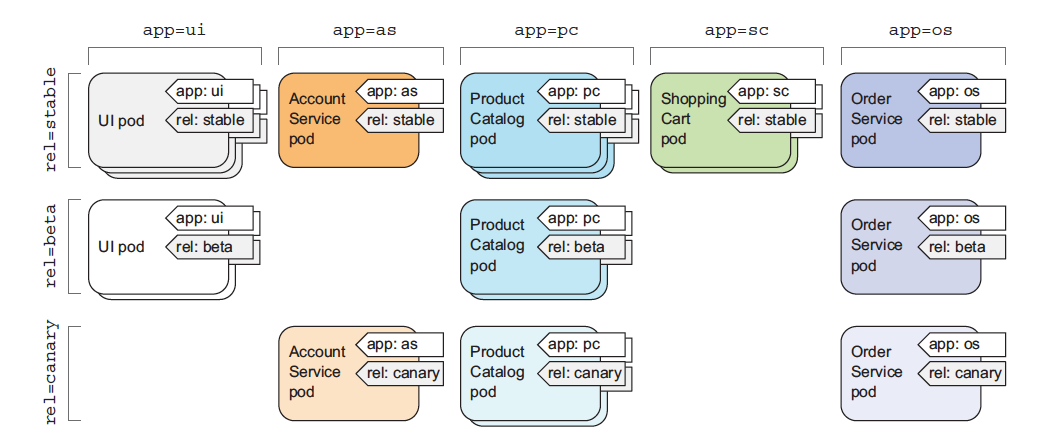 app=ui
app=as
app=pc
app=sc
app=os
rel=stable
UI pod
app: ui
rel: stable
Account
Service
pod
app: as
rel: stable
Product
Catalog
pod
app: pc
rel: stable
Shopping
Cart
pod
app: sc
rel: stable
Order
Service
pod
app: os
rel: stable
rel=beta
UI pod
app: ui
rel: beta
Product
Catalog
pod
app: pc
rel: beta
Order
Service
pod
app: os
rel: beta
rel=canary
Account
Service
pod
app: as
rel: canary
Product
Catalog
pod
app: pc
rel: canary
Order
Service
pod
app: os
rel: canary